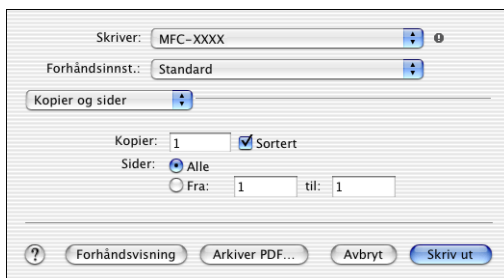 Skriver: MFC-XXXX
Forhåndsinnst.: Standard
Kopier og sider
Kopier: 1 Sortert
Sider: Alle
Fra: 1 til: 1
? Forhåndsvisning Arkiver PDF... Avbryt Skriv ut